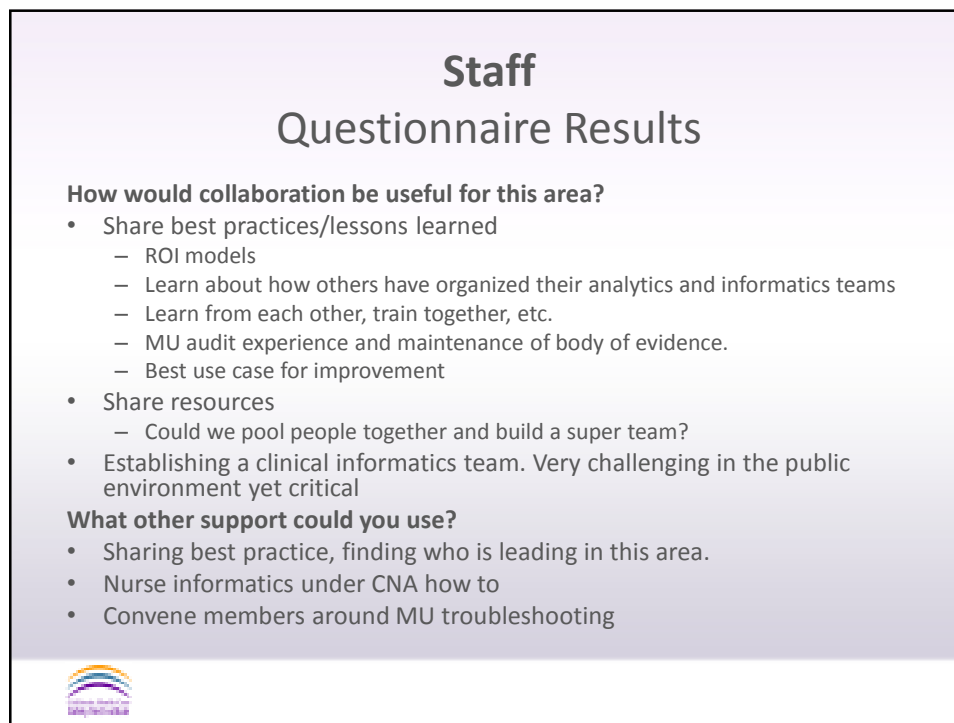 Staff
Questionnaire Results
How would collaboration be useful for this area?
• Share best practices/lessons learned
– ROI models
– Learn about how others have organized their analytics and informatics teams
– Learn from each other, train together, etc.
– MU audit experience and maintenance of body of evidence.
– Best use case for improvement
• Share resources
– Could we pool people together and build a super team?
• Establishing a clinical informatics team. Very challenging in the public
environment yet critical
What other support could you use?
• Sharing best practice, finding who is leading in this area.
• Nurse informatics under CNA how to
• Convene members around MU troubleshooting